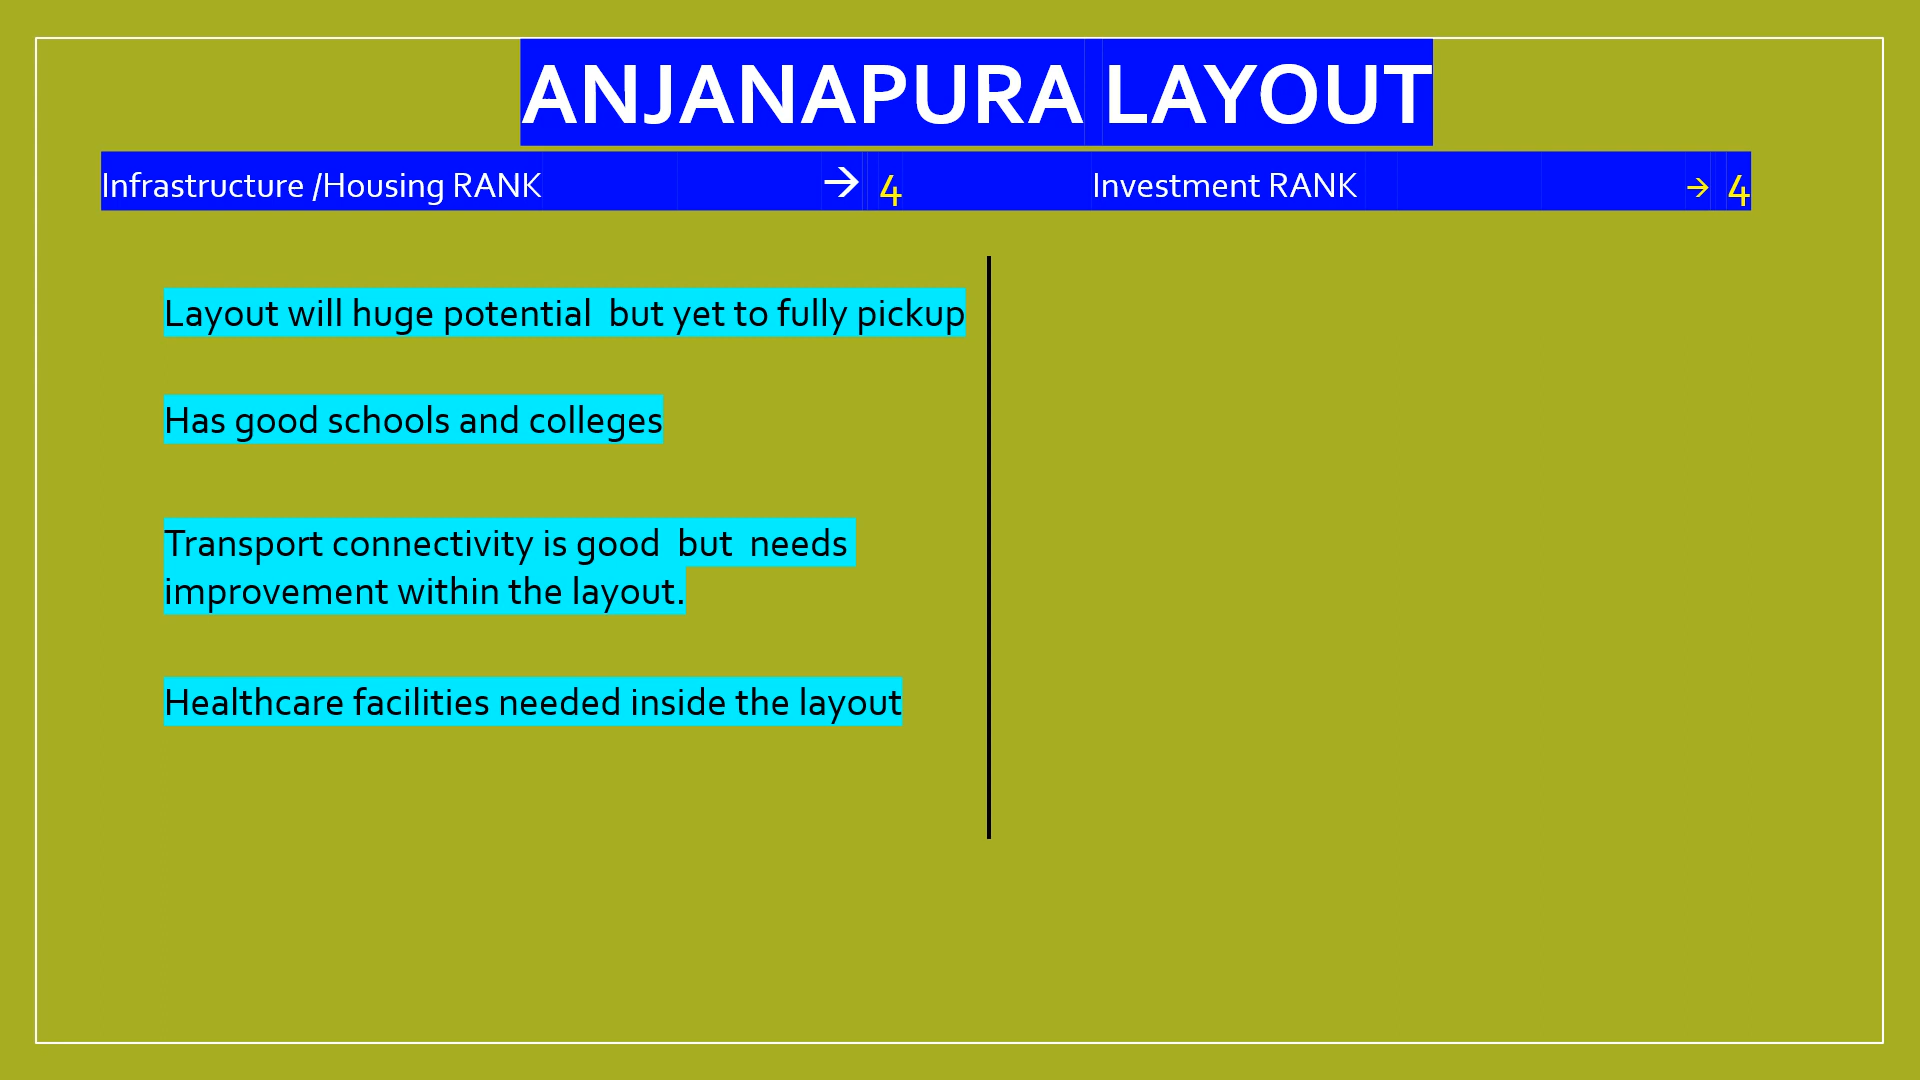 ANJANAPURA LAYOUT
Infrastructure /Housing RANK → 4 Investment RANK → 4
Layout will huge potential but yet to fully pickup
Has good schools and colleges
Transport connectivity is good but needs
improvement within the layout.
Healthcare facilities needed inside the layout